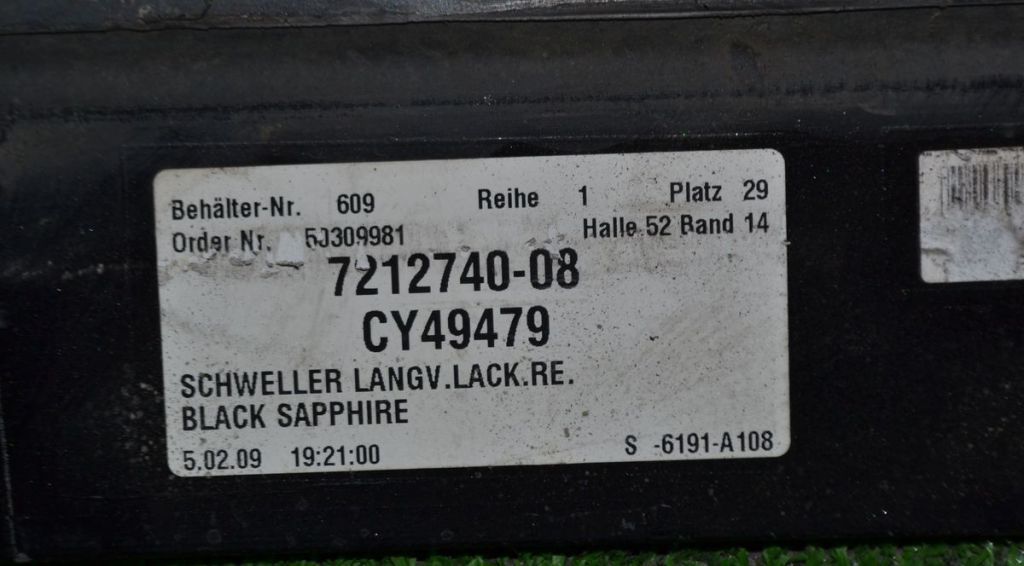 Behälter-Nr. 609 Reihe 1 Platz 29
Order Nr. 50309981 Halle 52 Band 14
7212740-08
CY49479
SCHWELLER LANGV.LACK.RE.
BLACK SAPPHIRE
5.02.09 19:21:00 S -6191-A108